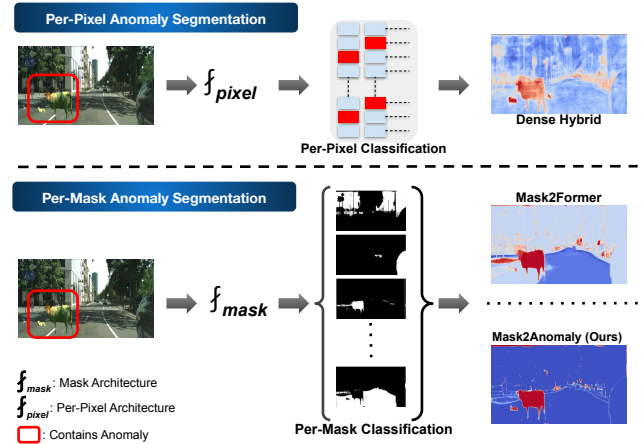 Per-Pixel Anomaly Segmentation
f pixel
Per-Pixel Classification
Dense Hybrid
Per-Mask Anomaly Segmentation
Mask2Former
f mask
Mask2Anomaly (Ours)
f mask: Mask Architecture
f pixel: Per-Pixel Architecture
: Contains Anomaly
Per-Mask Classification